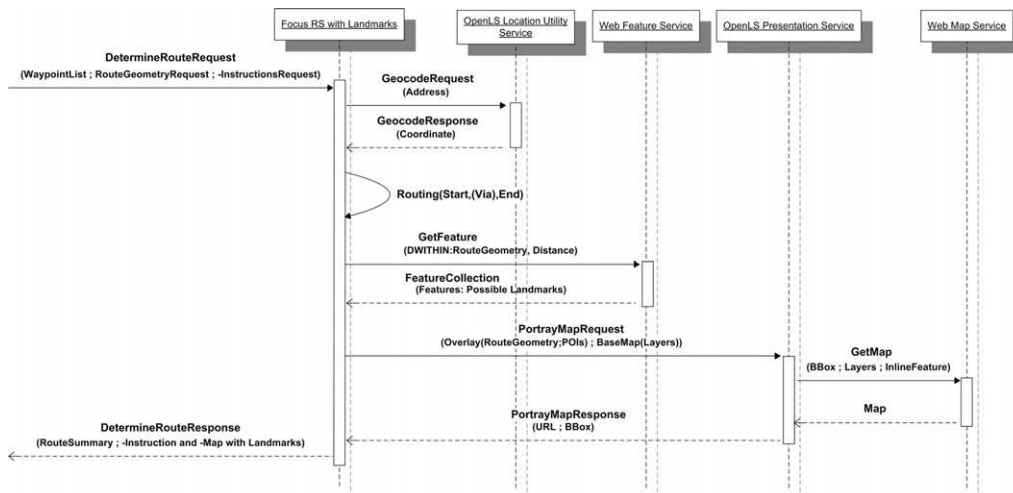 Focus RS with Landmarks
OpenLS Location Utility
Service
Web Feature Service
OpenLS Presentation Service
Web Map Service
DetermineRouteRequest
(WaypointList ; RouteGeometryRequest ; -InstructionsRequest)
GeocodeRequest
(Address)
GeocodeResponse
(Coordinate)
Routing(Start,(Via),End)
GetFeature
(DWITHIN:RouteGeometry, Distance)
FeatureCollection
(Features: Possible Landmarks)
PortrayMapRequest
(Overlay(RouteGeometry;POIs) ; BaseMap(Layers))
GetMap
(BBox ; Layers ; InlineFeature)
Map
PortrayMapResponse
(URL ; BBox)
DetermineRouteResponse
(RouteSummary ; -Instruction and -Map with Landmarks)